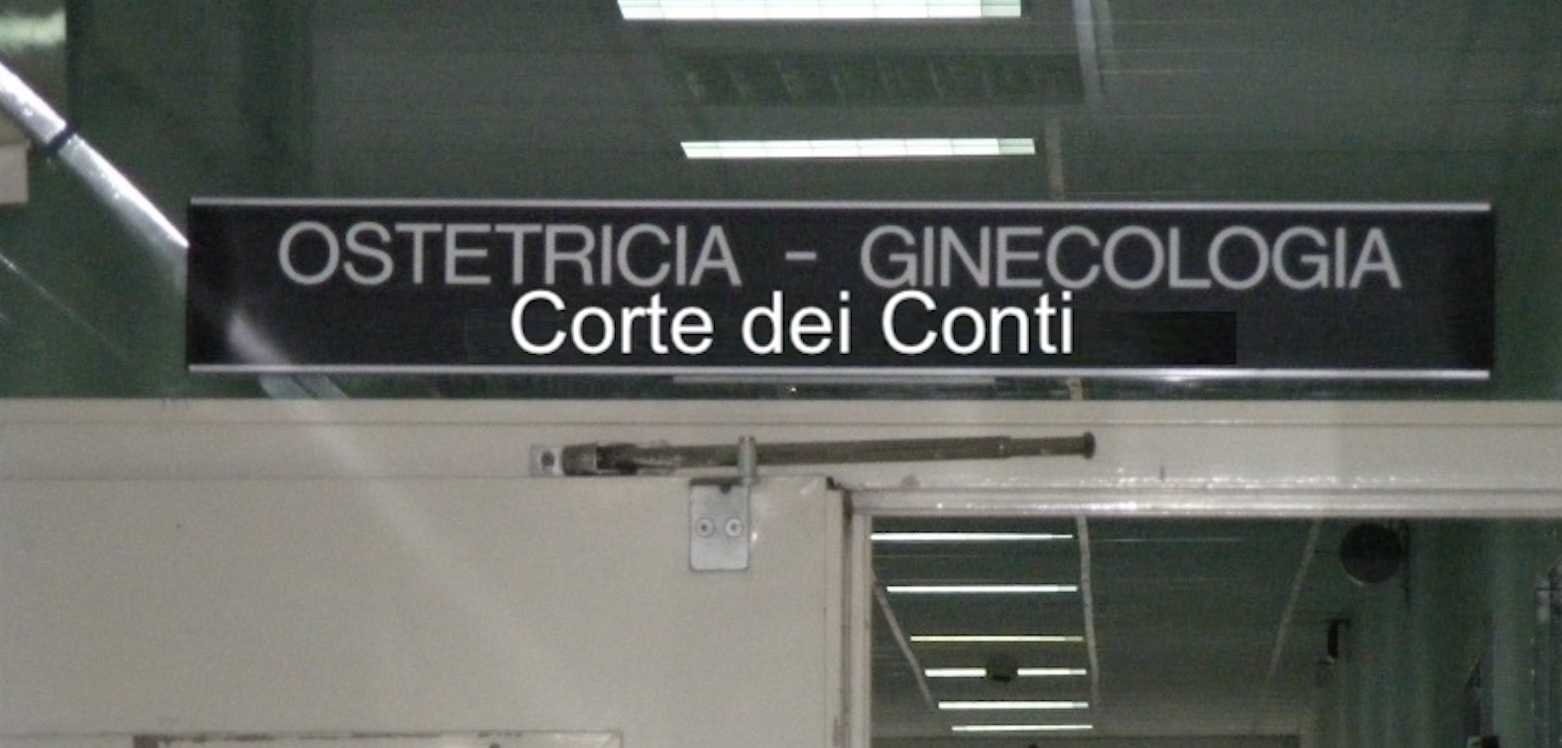 OSTETRICIA - GINECOLOGIA
Corte dei Conti